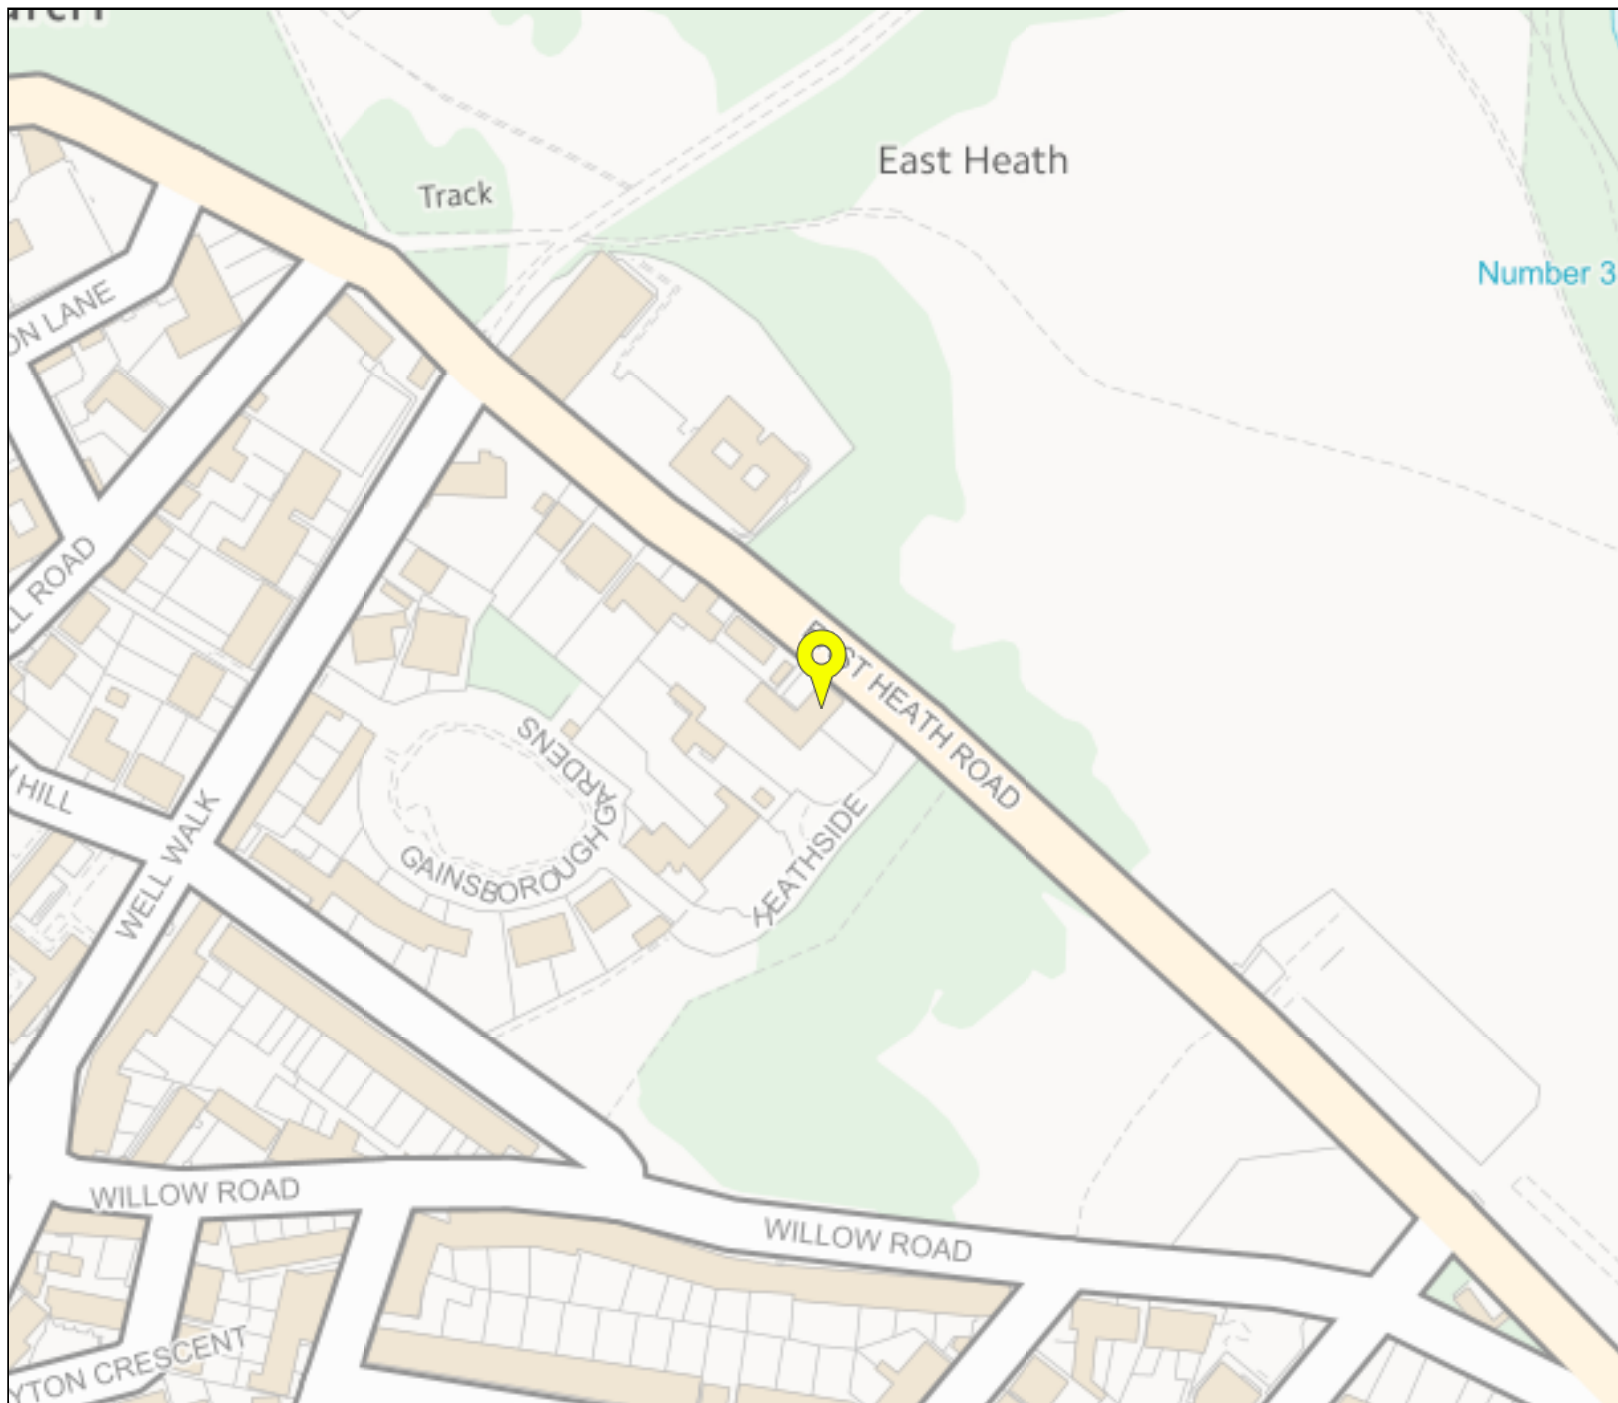 East Heath
Track
Number 3
ON LANE
LL ROAD
EAST HEATH ROAD
GARDENS
HILL
WELL WALK
GAINSBOROUGH
HEATHSIDE
WILLOW ROAD
WILLOW ROAD
YTON CRESCENT